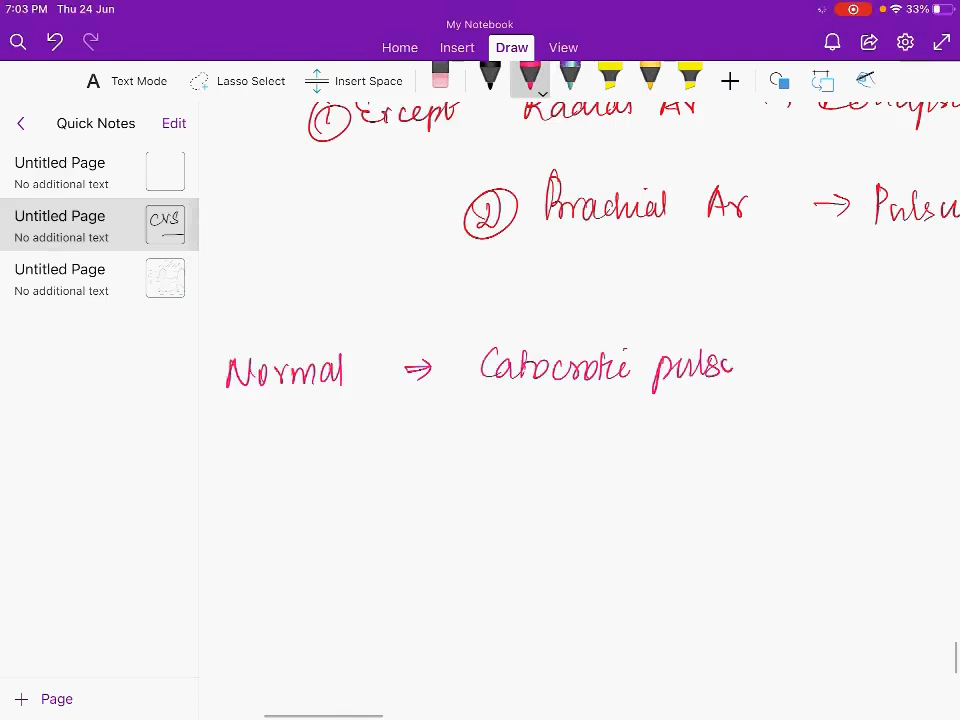 7:03 PM Thu 24 Jun 33%
My Notebook
Home Insert Draw View
Text Mode Lasso Select Insert Space
Quick Notes Edit
① Except Radial Ar
Untitled Page
No additional text
② Brachial Ar → Pulsu
Untitled Page CNS
No additional text
Untitled Page
No additional text
Normal ⇒ Catocrotic pulse
+ Page